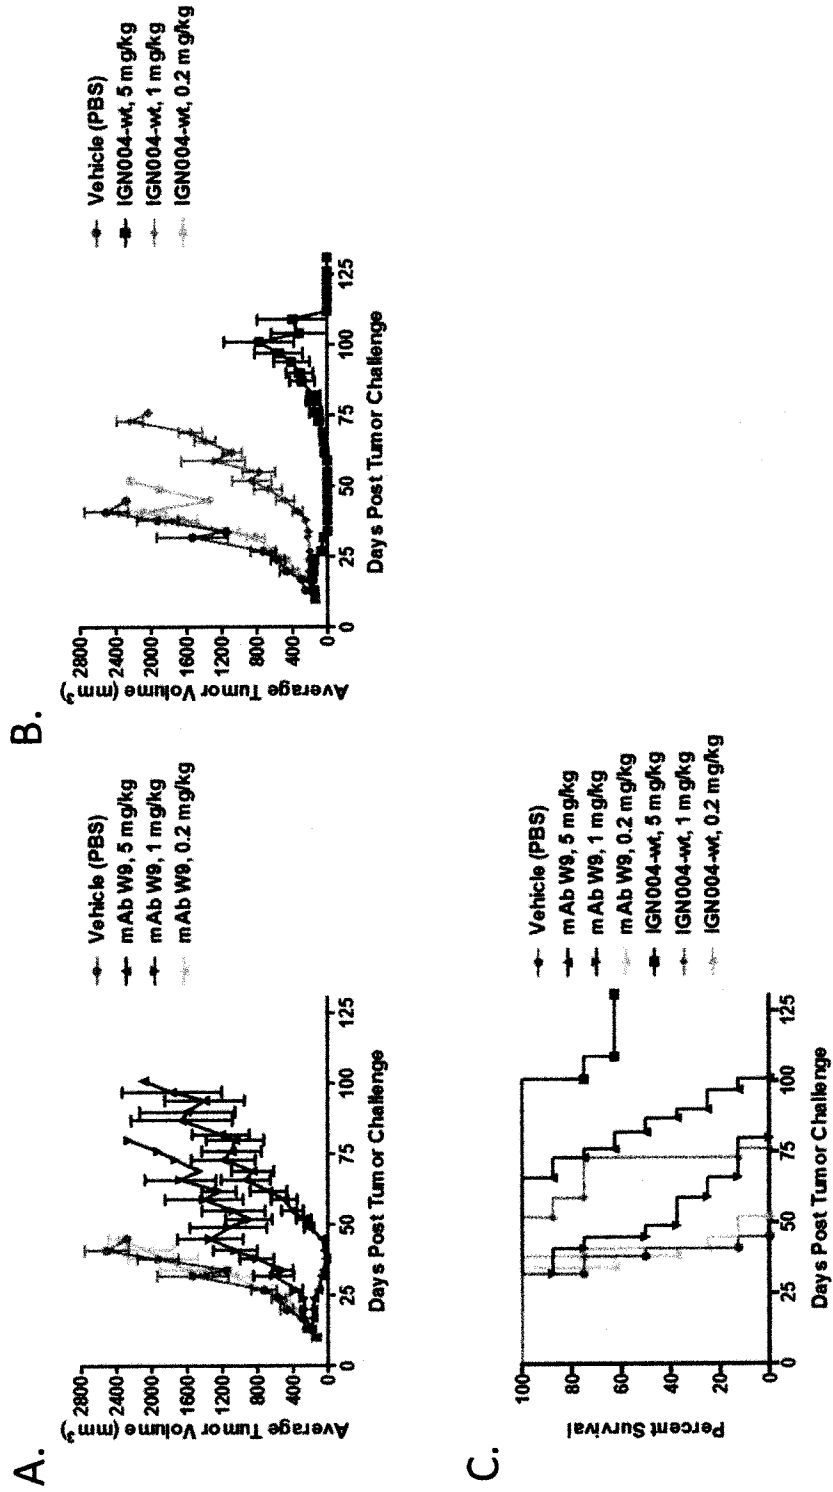 A.
Average Tumor Volume (mm³)
2800
2400
2000
1600
1200
800
400
0
0
25
50
75
100
125
Days Post Tumor Challenge
Vehicle (PBS)
mAb W9, 5 mg/kg
mAb W9, 1 mg/kg
mAb W9, 0.2 mg/kg
B.
Average Tumor Volume (mm³)
2800
2400
2000
1600
1200
800
400
0
0
25
50
75
100
125
Days Post Tumor Challenge
Vehicle (PBS)
IGN004-wt, 5 mg/kg
IGN004-wt, 1 mg/kg
IGN004-wt, 0.2 mg/kg
C.
Percent Survival
100
80
60
40
20
0
0
25
50
75
100
125
Days Post Tumor Challenge
Vehicle (PBS)
mAb W9, 5 mg/kg
mAb W9, 1 mg/kg
mAb W9, 0.2 mg/kg
IGN004-wt, 5 mg/kg
IGN004-wt, 1 mg/kg
IGN004-wt, 0.2 mg/kg